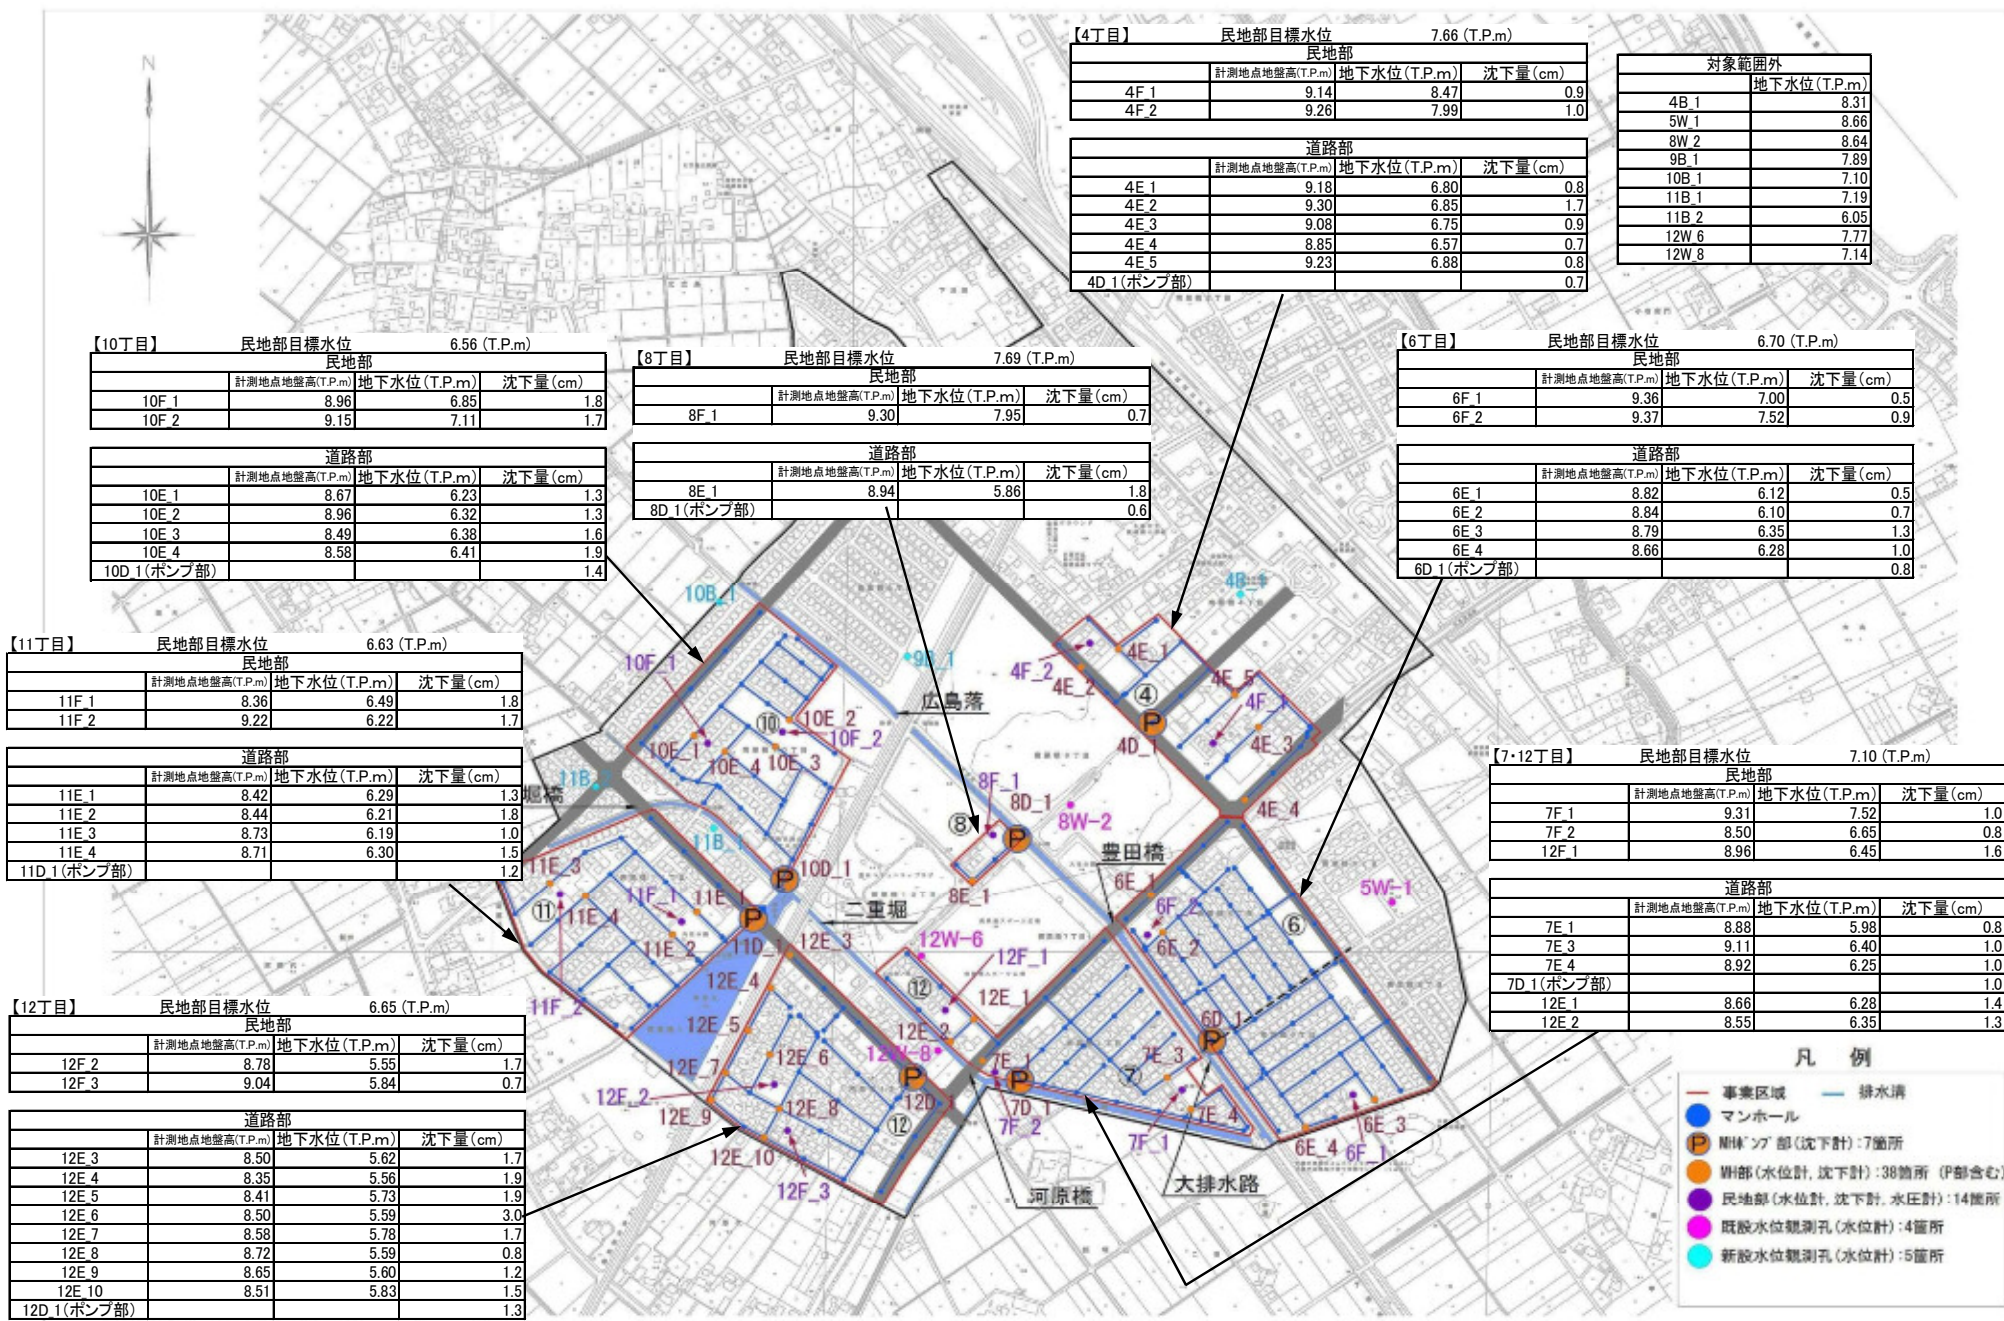 【4丁目】 民地部目標水位 7.66 (T.P.m)
民地部
計測地点地盤高(T.P.m) 地下水位(T.P.m) 沈下量(cm)
4F_1 9.14 8.47 0.9
4F_2 9.26 7.99 1.0
道路部
計測地点地盤高(T.P.m) 地下水位(T.P.m) 沈下量(cm)
4E_1 9.18 6.80 0.8
4E_2 9.30 6.85 1.7
4E_3 9.08 6.75 0.9
4E_4 8.85 6.57 0.7
4E_5 9.23 6.88 0.8
4D_1(ポンプ部) 0.7
対象範囲外
地下水位(T.P.m)
4B_1 8.31
5W_1 8.66
8W_2 8.64
9B_1 7.89
10B_1 7.10
11B_1 7.19
11B_2 6.05
12W_6 7.77
12W_8 7.14
N
【10丁目】 民地部目標水位 6.56 (T.P.m)
民地部
計測地点地盤高(T.P.m) 地下水位(T.P.m) 沈下量(cm)
10F_1 8.96 6.85 1.8
10F_2 9.15 7.11 1.7
道路部
計測地点地盤高(T.P.m) 地下水位(T.P.m) 沈下量(cm)
10E_1 8.67 6.23 1.3
10E_2 8.96 6.32 1.3
10E_3 8.49 6.38 1.6
10E_4 8.58 6.41 1.9
10D_1(ポンプ部) 1.4
【8丁目】 民地部目標水位 7.69 (T.P.m)
民地部
計測地点地盤高(T.P.m) 地下水位(T.P.m) 沈下量(cm)
8F_1 9.30 7.95 0.7
道路部
計測地点地盤高(T.P.m) 地下水位(T.P.m) 沈下量(cm)
8E_1 8.94 5.86 1.8
8D_1(ポンプ部) 0.6
【6丁目】 民地部目標水位 6.70 (T.P.m)
民地部
計測地点地盤高(T.P.m) 地下水位(T.P.m) 沈下量(cm)
6F_1 9.36 7.00 0.5
6F_2 9.37 7.52 0.9
道路部
計測地点地盤高(T.P.m) 地下水位(T.P.m) 沈下量(cm)
6E_1 8.82 6.12 0.5
6E_2 8.84 6.10 0.7
6E_3 8.79 6.35 1.3
6E_4 8.66 6.28 1.0
6D_1(ポンプ部) 0.8
【11丁目】 民地部目標水位 6.63 (T.P.m)
民地部
計測地点地盤高(T.P.m) 地下水位(T.P.m) 沈下量(cm)
11F_1 8.36 6.49 1.8
11F_2 9.22 6.22 1.7
道路部
計測地点地盤高(T.P.m) 地下水位(T.P.m) 沈下量(cm)
11E_1 8.42 6.29 1.3
11E_2 8.44 6.21 1.8
11E_3 8.73 6.19 1.0
11E_4 8.71 6.30 1.5
11D_1(ポンプ部) 1.2
【7・12丁目】 民地部目標水位 7.10 (T.P.m)
民地部
計測地点地盤高(T.P.m) 地下水位(T.P.m) 沈下量(cm)
7F_1 9.31 7.52 1.0
7F_2 8.50 6.65 0.8
12F_1 8.96 6.45 1.6
道路部
計測地点地盤高(T.P.m) 地下水位(T.P.m) 沈下量(cm)
7E_1 8.88 5.98 0.8
7E_3 9.11 6.40 1.0
7E_4 8.92 6.25 1.0
7D_1(ポンプ部) 1.0
12E_1 8.66 6.28 1.4
12E_2 8.55 6.35 1.3
【12丁目】 民地部目標水位 6.65 (T.P.m)
民地部
計測地点地盤高(T.P.m) 地下水位(T.P.m) 沈下量(cm)
12F_2 8.78 5.55 1.7
12F_3 9.04 5.84 0.7
道路部
計測地点地盤高(T.P.m) 地下水位(T.P.m) 沈下量(cm)
12E_3 8.50 5.62 1.7
12E_4 8.35 5.56 1.9
12E_5 8.41 5.73 1.9
12E_6 8.50 5.59 3.0
12E_7 8.58 5.78 1.7
12E_8 8.72 5.59 0.8
12E_9 8.65 5.60 1.2
12E_10 8.51 5.83 1.5
12D_1(ポンプ部) 1.3
10B_1
4B_1
10F_1
9B_1
4F_2
4E_1
4E_2
4E_5
4F_1
4E_3
④
P
4D_1
4E_4
広島落
⑩
10E_2
10F_2
10E_1
10E_4
10E_3
11B_
堀橋
11B_1
8F_1
8D_1
⑧
P
8W-2
8E_1
豊田橋
10D_1
P
11E_3
11F_1
11E_1
⑪
11E_4
11E_2
P
11D_1
二重堀
11F_2
12E_3
12E_4
12W-6
12F_1
⑫
12E_1
12E_2
12W-8
12E_5
12E_6
12E_7
12F_2
12E_8
12E_9
12E_10
12F_3
P
12D_1
⑫
6E_1
6F_2
6E_2
⑥
5W-1
6D_1
P
7E_1
P
7D_1
7F_2
7E_3
⑦
7E_4
7F_1
6E_4
6F_1
6E_3
河原橋
大排水路
凡 例
事業区域 排水溝
マンホール
P MHポンプ部(沈下計):7箇所
MH部(水位計,沈下計):38箇所 (P部含む)
民地部(水位計,沈下計,水圧計):14箇所
既設水位観測孔(水位計):4箇所
新設水位観測孔(水位計):5箇所